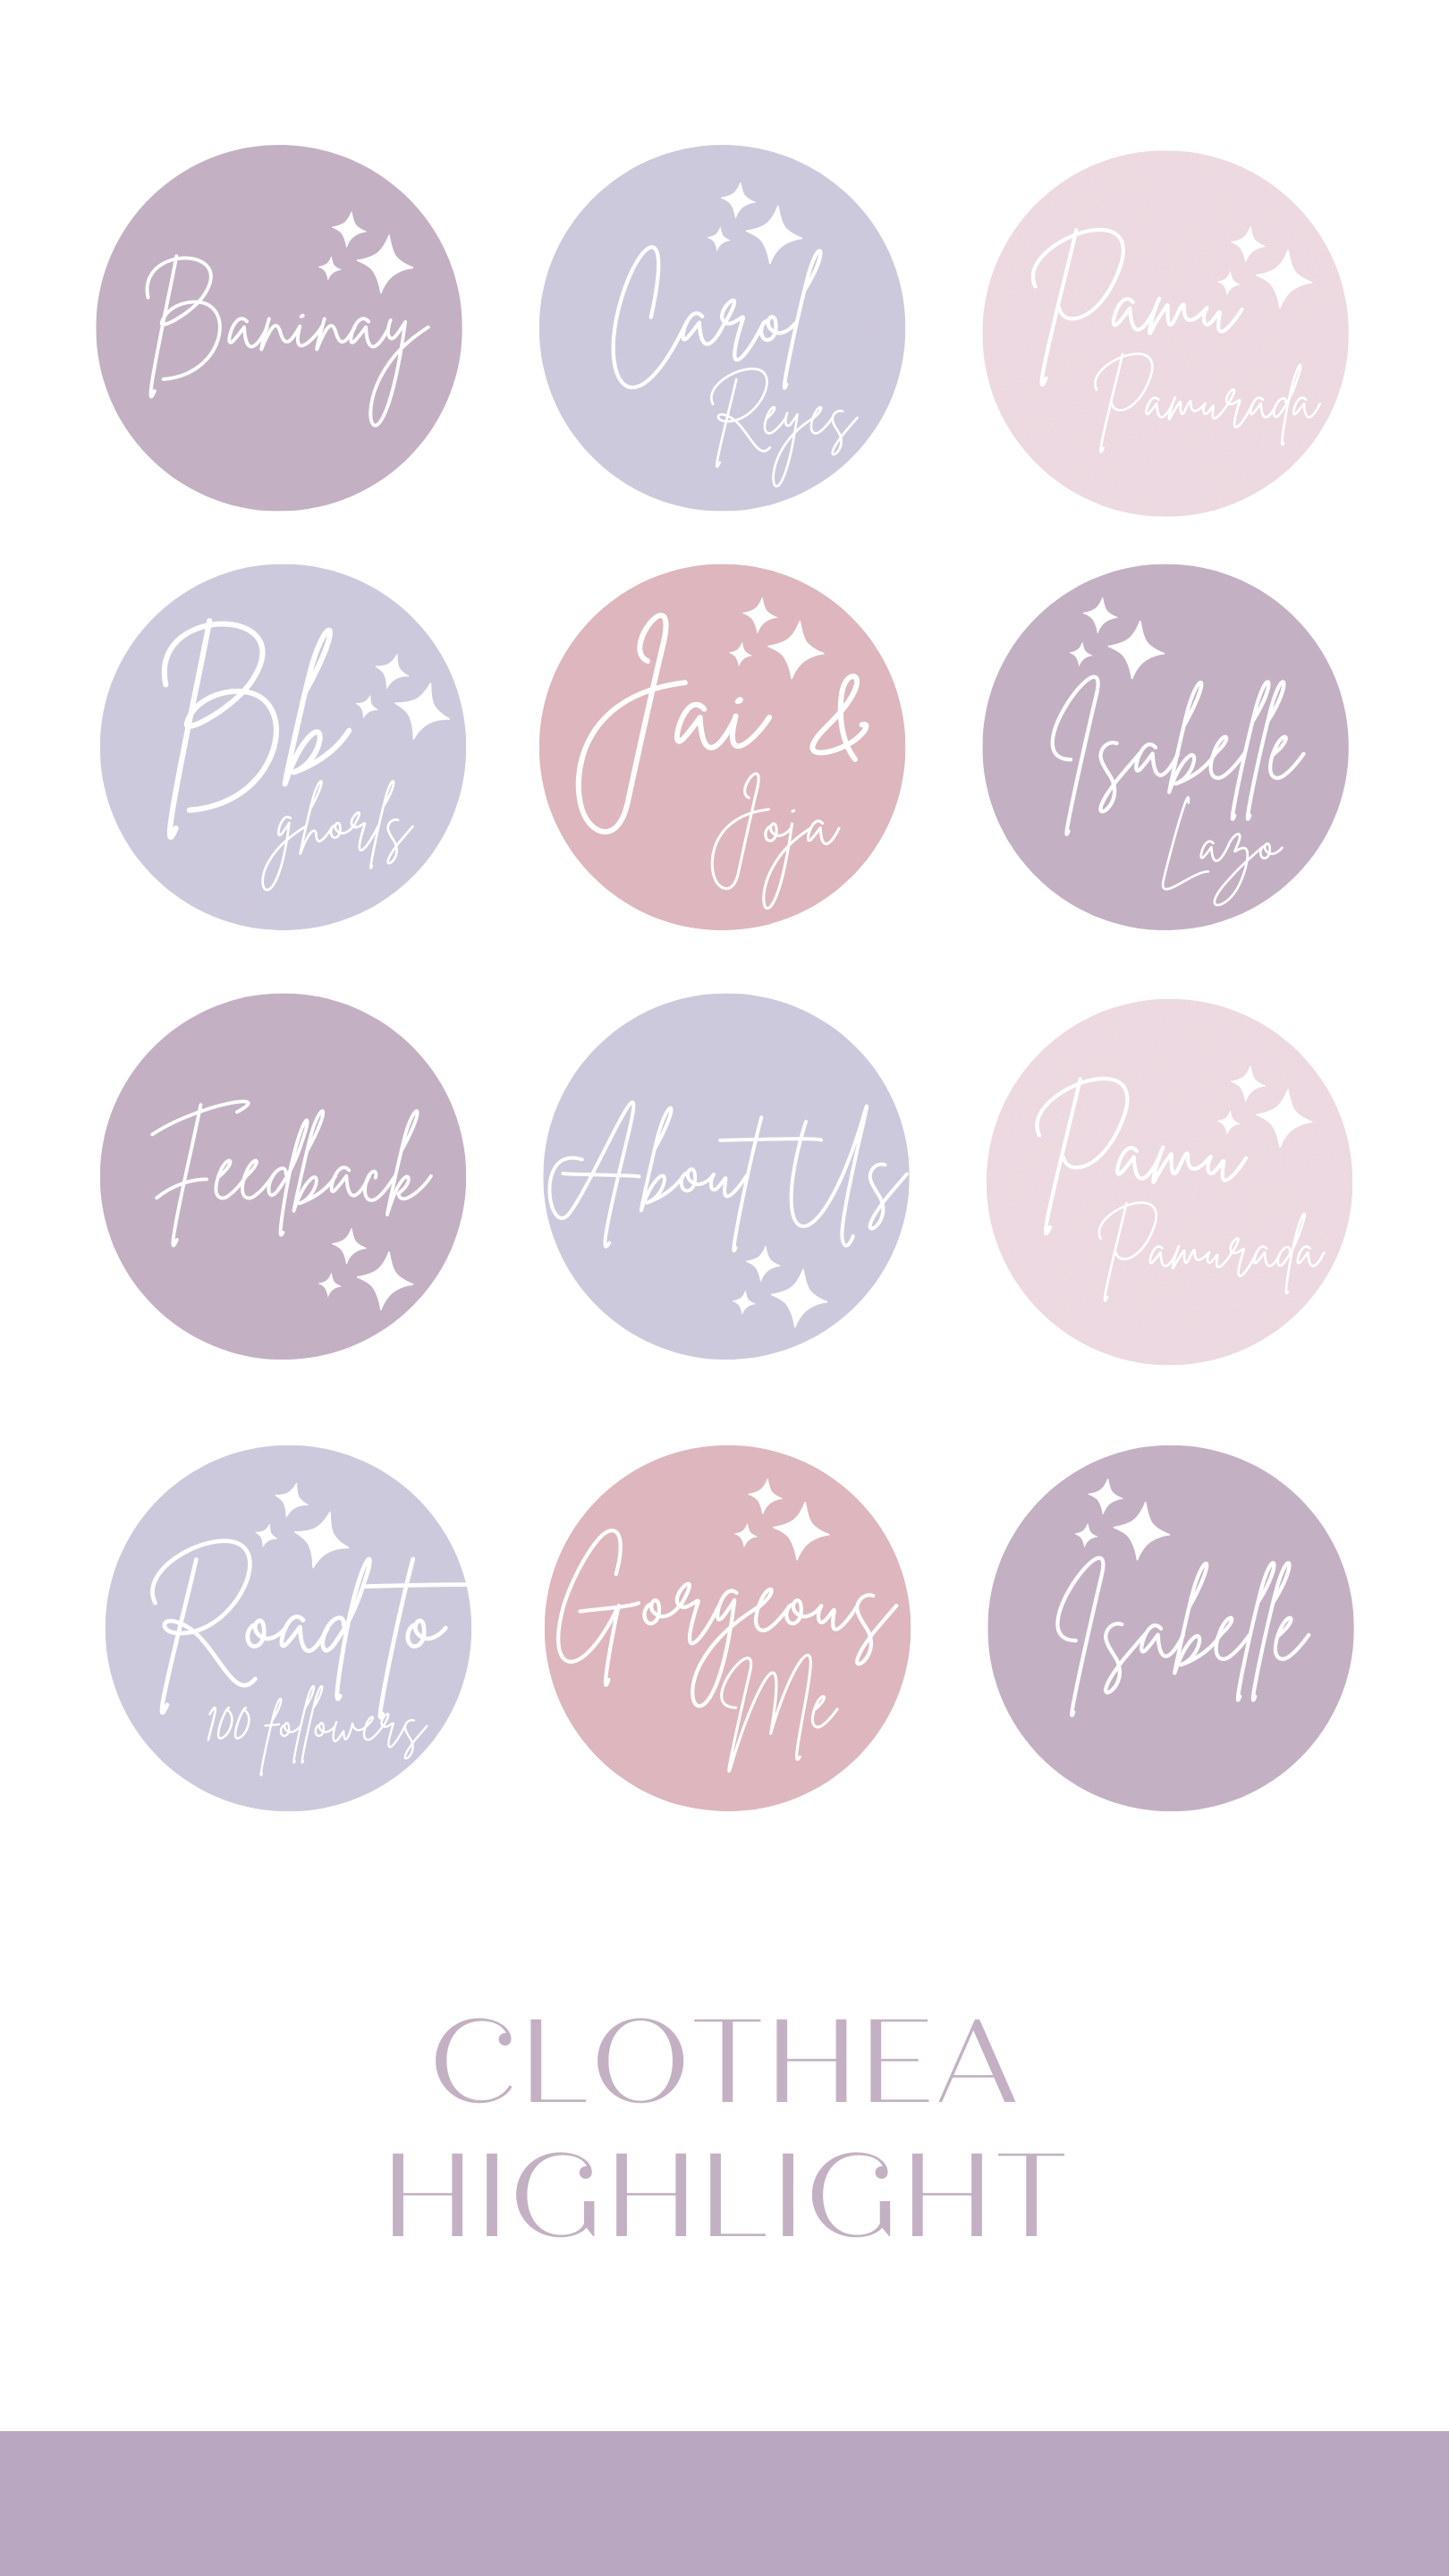 Baninay
Carol
Reyes
Pamu
Pamurada
Bb
ghorls
Jai &
Joja
Isabelle
Lazo
Feedback
About Us
Pamu
Pamurada
Road to
100 followers
Gorgeous
Me
Isabelle
CLOTHEA
HIGHLIGHT